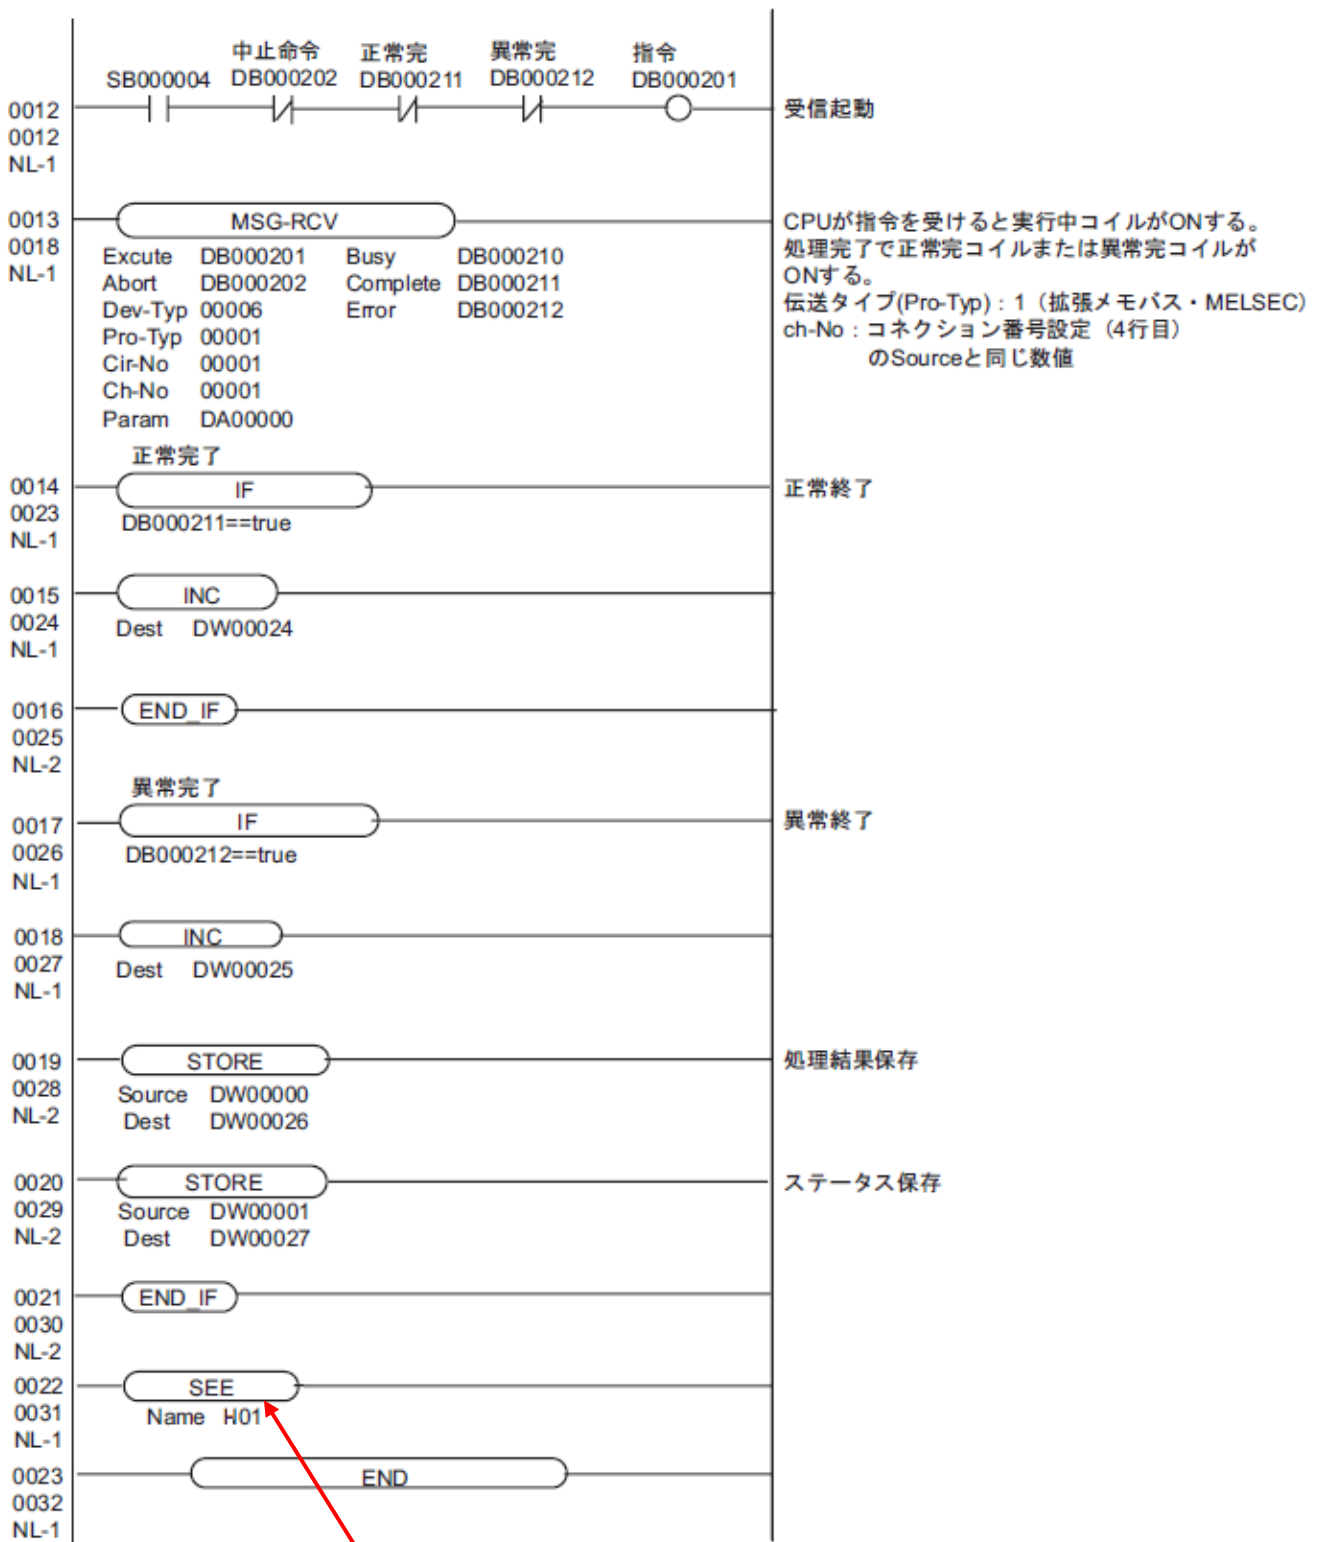 中止命令 正常完 異常完 指令
SB000004 DB000202 DB000211 DB000212 DB000201
0012 受信起動
0012
NL-1
0013 MSG-RCV CPUが指令を受けると実行中コイルがONする。
0018 Excute DB000201 Busy DB000210 処理完了で正常完コイルまたは異常完コイルが
NL-1 Abort DB000202 Complete DB000211 ONする。
Dev-Typ 00006 Error DB000212 伝送タイプ(Pro-Typ)：1（拡張メモバス・MELSEC）
Pro-Typ 00001 ch-No：コネクション番号設定（4行目）
Cir-No 00001 のSourceと同じ数値
Ch-No 00001
Param DA00000
正常完了
0014 IF 正常終了
0023 DB000211==true
NL-1
0015 INC
0024 Dest DW00024
NL-1
0016 END_IF
0025
NL-2
異常完了
0017 IF 異常終了
0026 DB000212==true
NL-1
0018 INC
0027 Dest DW00025
NL-1
0019 STORE 処理結果保存
0028 Source DW00000
NL-2 Dest DW00026
0020 STORE ステータス保存
0029 Source DW00001
NL-2 Dest DW00027
0021 END_IF
0030
NL-2
0022 SEE
0031 Name H01
NL-1
0023 END
0032
NL-1